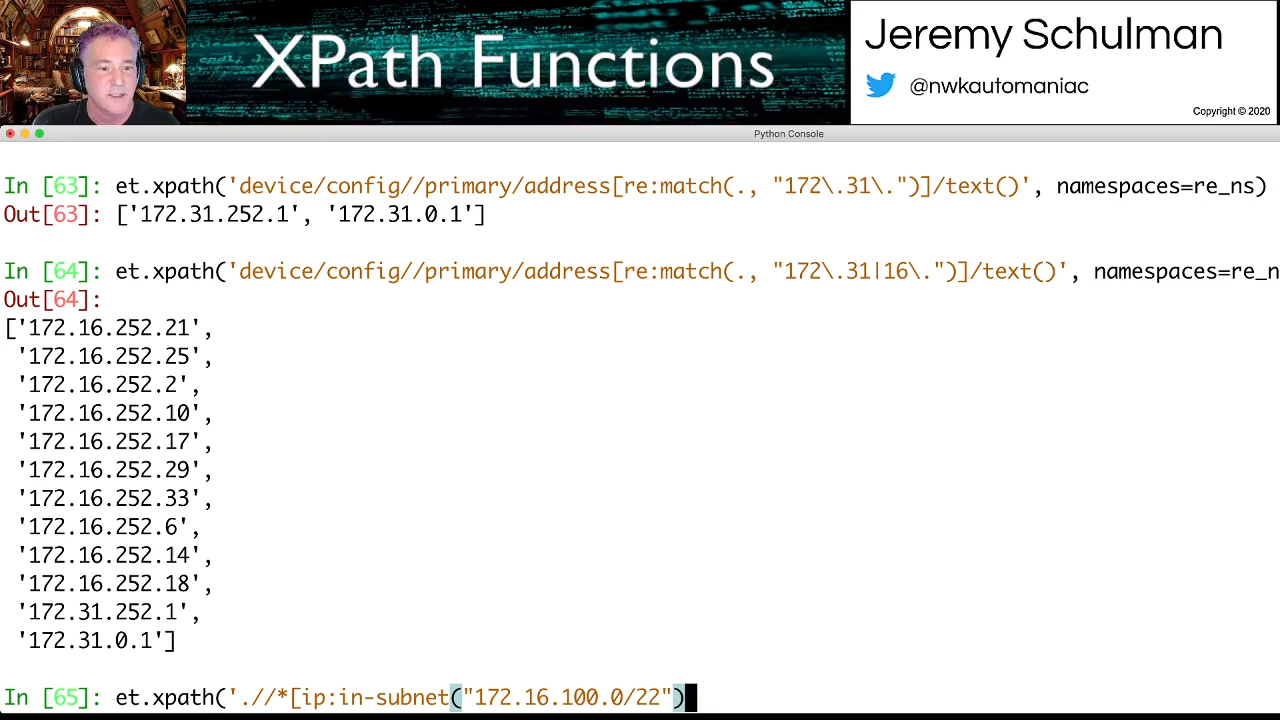 XPath Functions
Jeremy Schulman
@nwkautomaniac
Copyright © 2020
Python Console
In [63]: et.xpath('device/config//primary/address[re:match(., "172\.31\.")]/text()', namespaces=re_ns)
Out[63]: ['172.31.252.1', '172.31.0.1']
In [64]: et.xpath('device/config//primary/address[re:match(., "172\.31|16\.")]/text()', namespaces=re_n
Out[64]:
['172.16.252.21',
'172.16.252.25',
'172.16.252.2',
'172.16.252.10',
'172.16.252.17',
'172.16.252.29',
'172.16.252.33',
'172.16.252.6',
'172.16.252.14',
'172.16.252.18',
'172.31.252.1',
'172.31.0.1']
In [65]: et.xpath('.//*[ip:in-subnet("172.16.100.0/22")